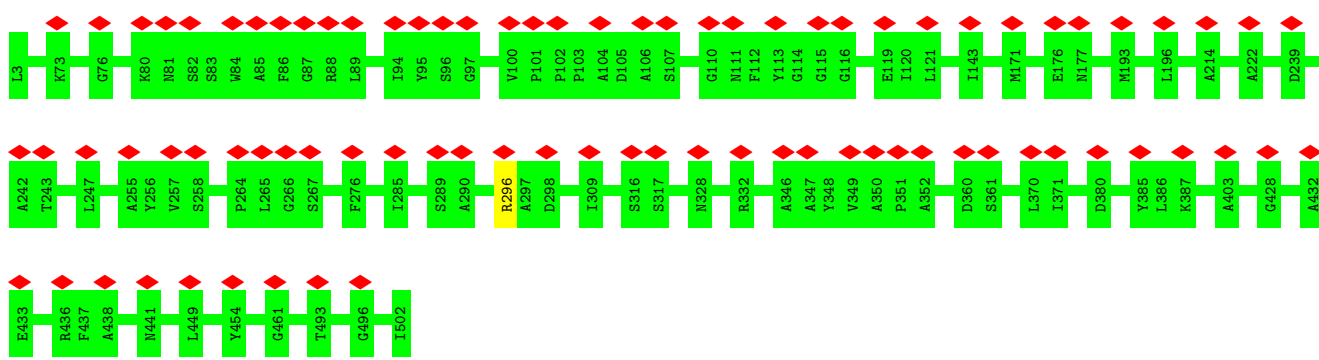 L3 K73 G76 K80 N81 S82 S83 W84 A85 F86 G87 R88 L89 I94 Y95 S96 G97 V100 P101 P102 P103 A104 D105 A106 S107 G110 N111 F112 Y113 G114 G115 G116 E119 I120 L121 I143 M171 E176 N177 M193 L196 A214 A222 D239
A242 T243 L247 A255 Y256 V257 S258 P264 L265 G266 S267 F276 I285 S289 A290 R296 A297 D298 I309 S316 S317 N328 R332 A346 A347 Y348 V349 A350 P351 A352 D360 S361 L370 I371 D380 Y385 L386 K387 A403 G428 A432
E433 R436 F437 A438 N441 L449 Y454 G461 T493 G496 I502